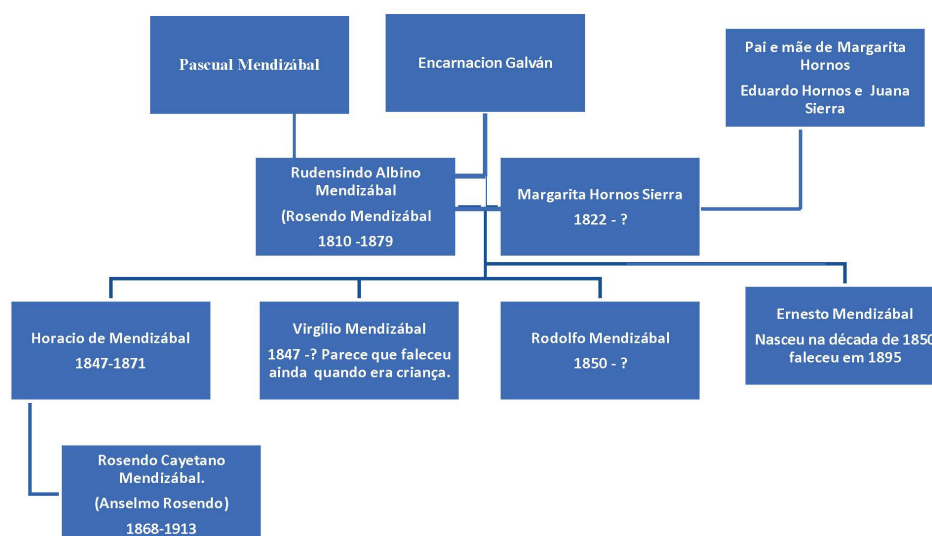 Pascual Mendizábal
Encarnacion Galván
Pai e mãe de Margarita
Hornos
Eduardo Hornos e Juana
Sierra
Rudensindo Albino
Mendizábal
(Rosendo Mendizábal
1810 -1879
Margarita Hornos Sierra
1822 - ?
Horacio de Mendizábal
1847-1871
Virgílio Mendizábal
1847 -? Parece que faleceu
ainda quando era criança.
Rodolfo Mendizábal
1850 - ?
Ernesto Mendizábal
Nasceu na década de 1850
faleceu em 1895
Rosendo Cayetano
Mendizábal.
(Anselmo Rosendo)
1868-1913